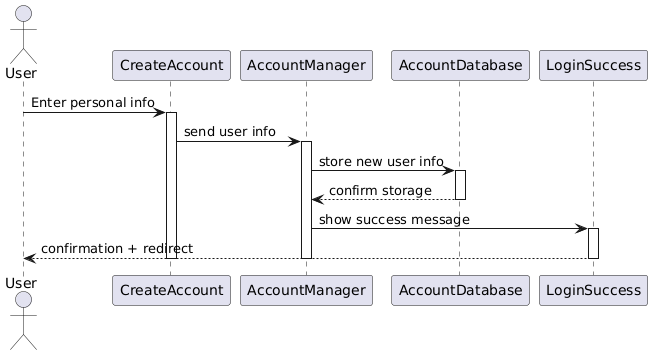 User
CreateAccount
AccountManager
AccountDatabase
LoginSuccess
Enter personal info
send user info
store new user info
confirm storage
show success message
confirmation + redirect
User
CreateAccount
AccountManager
AccountDatabase
LoginSuccess